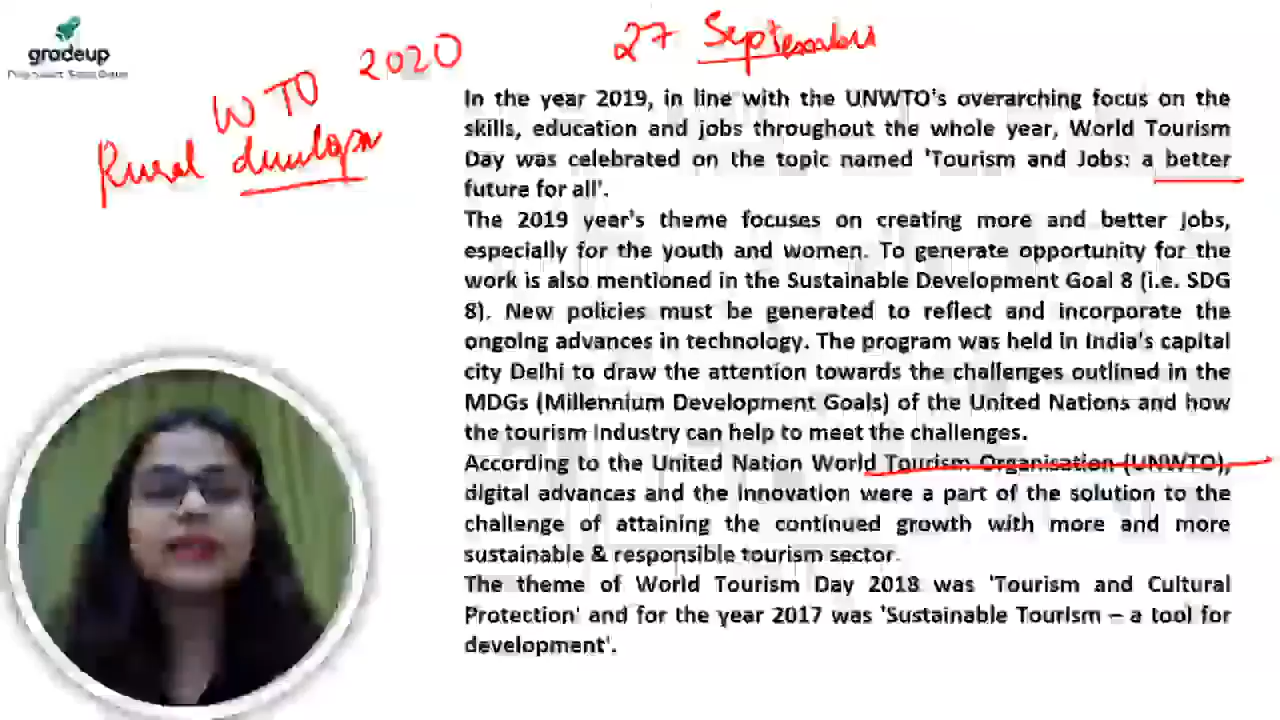 gradeup
27 September
WTO 2020
Rural
In the year 2019, in line with the UNWTO's overarching focus on the
skills, education and jobs throughout the whole year, World Tourism
Day was celebrated on the topic named 'Tourism and Jobs: a better
future for all'.
The 2019 year's theme focuses on creating more and better jobs,
especially for the youth and women. To generate opportunity for the
work is also mentioned in the Sustainable Development Goal 8 (i.e. SDG
8). New policies must be generated to reflect and incorporate the
ongoing advances in technology. The program was held in India's capital
city Delhi to draw the attention towards the challenges outlined in the
MDGs (Millennium Development Goals) of the United Nations and how
the tourism industry can help to meet the challenges.
According to the United Nation World Tourism Organisation (UNWTO),
digital advances and the innovation were a part of the solution to the
challenge of attaining the continued growth with more and more
sustainable & responsible tourism sector.
The theme of World Tourism Day 2018 was 'Tourism and Cultural
Protection' and for the year 2017 was 'Sustainable Tourism – a tool for
development'.